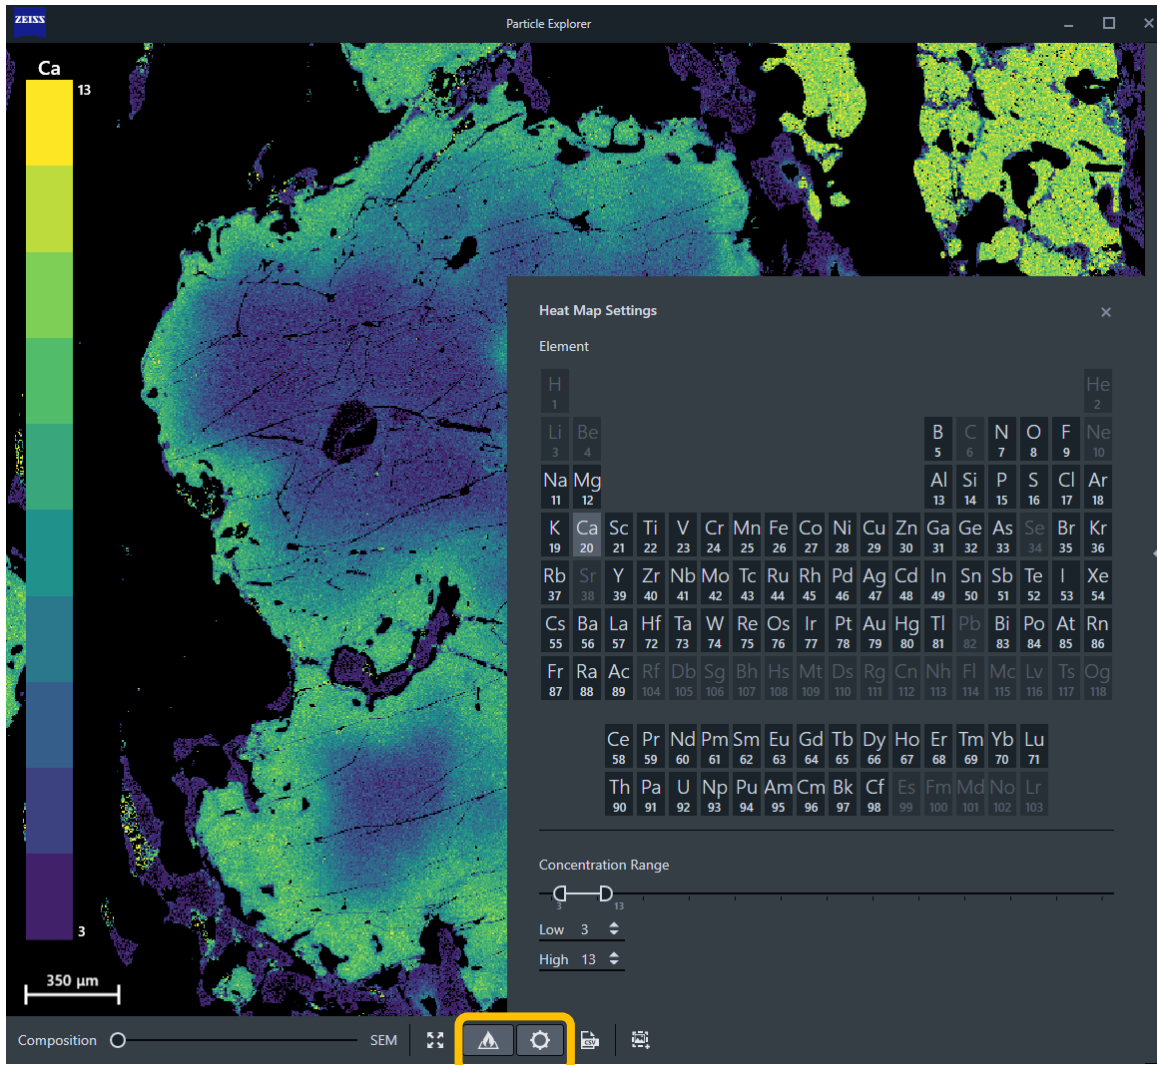 ZEISS
Particle Explorer
Ca
13
3
350 µm
Heat Map Settings
Element
H He
1 2
Li Be B C N O F Ne
3 4 5 6 7 8 9 10
Na Mg Al Si P S Cl Ar
11 12 13 14 15 16 17 18
K Ca Sc Ti V Cr Mn Fe Co Ni Cu Zn Ga Ge As Se Br Kr
19 20 21 22 23 24 25 26 27 28 29 30 31 32 33 34 35 36
Rb Sr Y Zr Nb Mo Tc Ru Rh Pd Ag Cd In Sn Sb Te I Xe
37 38 39 40 41 42 43 44 45 46 47 48 49 50 51 52 53 54
Cs Ba La Hf Ta W Re Os Ir Pt Au Hg Tl Pb Bi Po At Rn
55 56 57 72 73 74 75 76 77 78 79 80 81 82 83 84 85 86
Fr Ra Ac Rf Db Sg Bh Hs Mt Ds Rg Cn Nh Fl Mc Lv Ts Og
87 88 89 104 105 106 107 108 109 110 111 112 113 114 115 116 117 118
Ce Pr Nd Pm Sm Eu Gd Tb Dy Ho Er Tm Yb Lu
58 59 60 61 62 63 64 65 66 67 68 69 70 71
Th Pa U Np Pu Am Cm Bk Cf Es Fm Md No Lr
90 91 92 93 94 95 96 97 98 99 100 101 102 103
Concentration Range
3 13
Low 3
High 13
Composition SEM
CSV